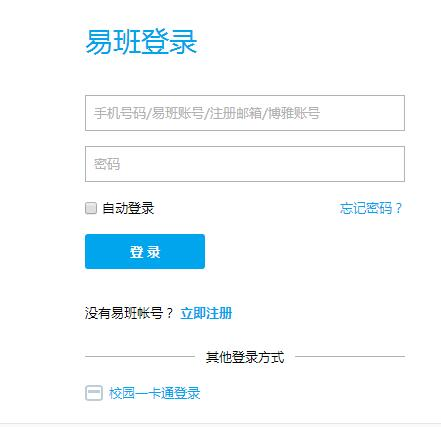 易班登录
手机号码/易班账号/注册邮箱/博雅账号
密码
自动登录 忘记密码？
登 录
没有易班帐号？ 立即注册
其他登录方式
校园一卡通登录